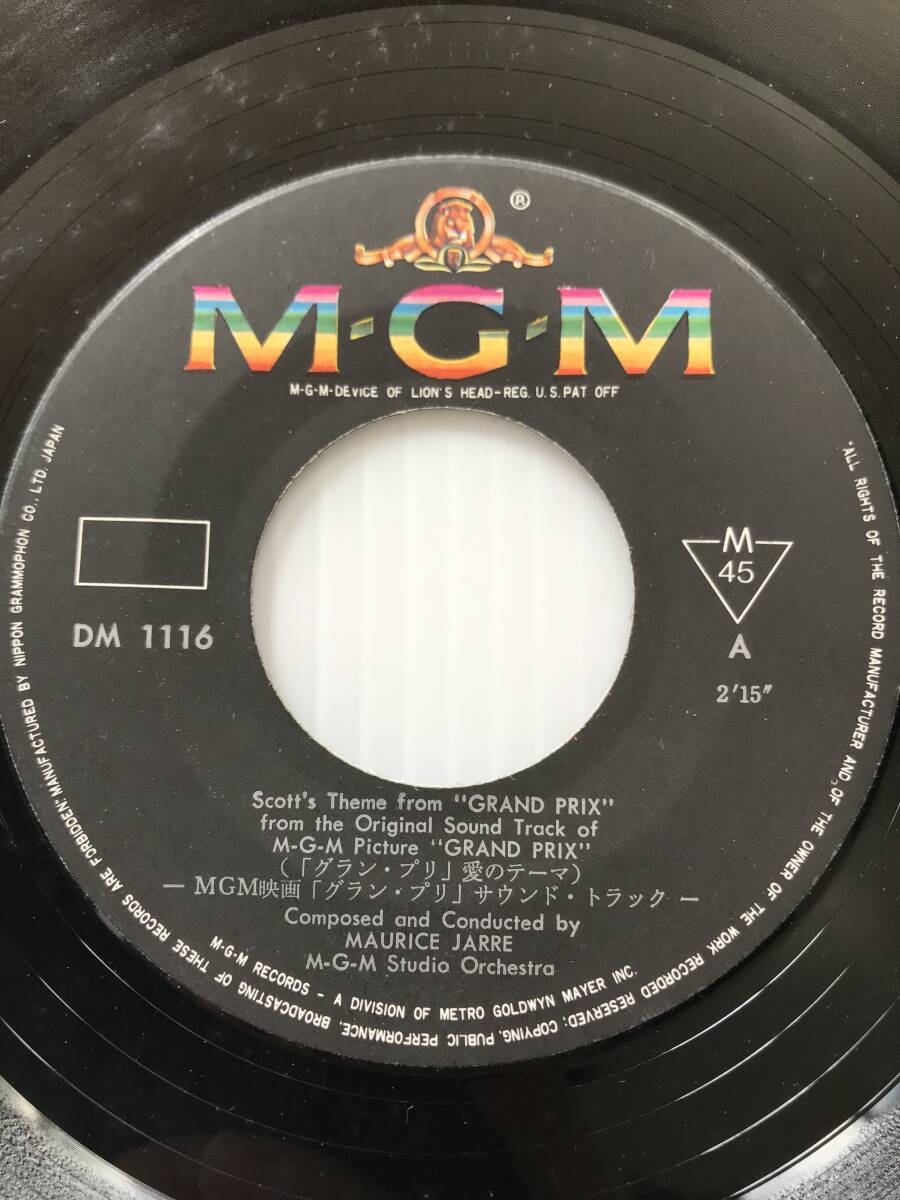 ®
M-G-M
M-G-M-DEVICE OF LION'S HEAD-REG. U.S. PAT OFF
DM 1116
M
45
A
2'15"
Scott's Theme from "GRAND PRIX"
from the Original Sound Track of
M-G-M Picture "GRAND PRIX"
(「グラン・プリ」愛のテーマ)
— MGM映画「グラン・プリ」サウンド・トラック —
Composed and Conducted by
MAURICE JARRE
M-G-M Studio Orchestra
M-G-M RECORDS - A DIVISION OF METRO GOLDWYN MAYER INC.
"ALL RIGHTS OF THE RECORD MANUFACTURER AND OF THE OWNER OF THE WORK RECORDED RESERVED; COPYING, PUBLIC PERFORMANCE, BROADCASTING OF THESE RECORDS ARE FORBIDDEN" MANUFACTURED BY NIPPON GRAMMOPHON CO., LTD. JAPAN